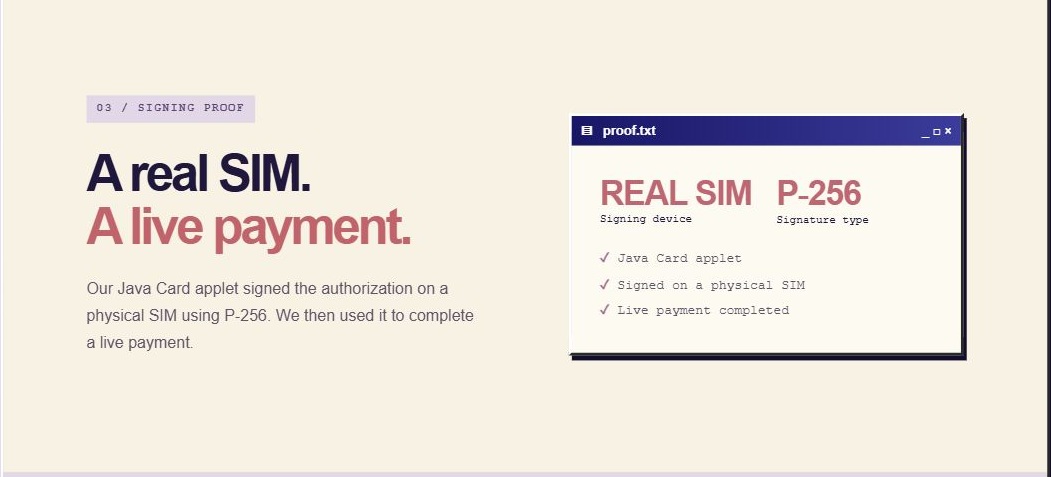 03 / SIGNING PROOF
A real SIM.
A live payment.
Our Java Card applet signed the authorization on a
physical SIM using P-256. We then used it to complete
a live payment.
proof.txt
REAL SIM P-256
Signing device Signature type
✓ Java Card applet
✓ Signed on a physical SIM
✓ Live payment completed